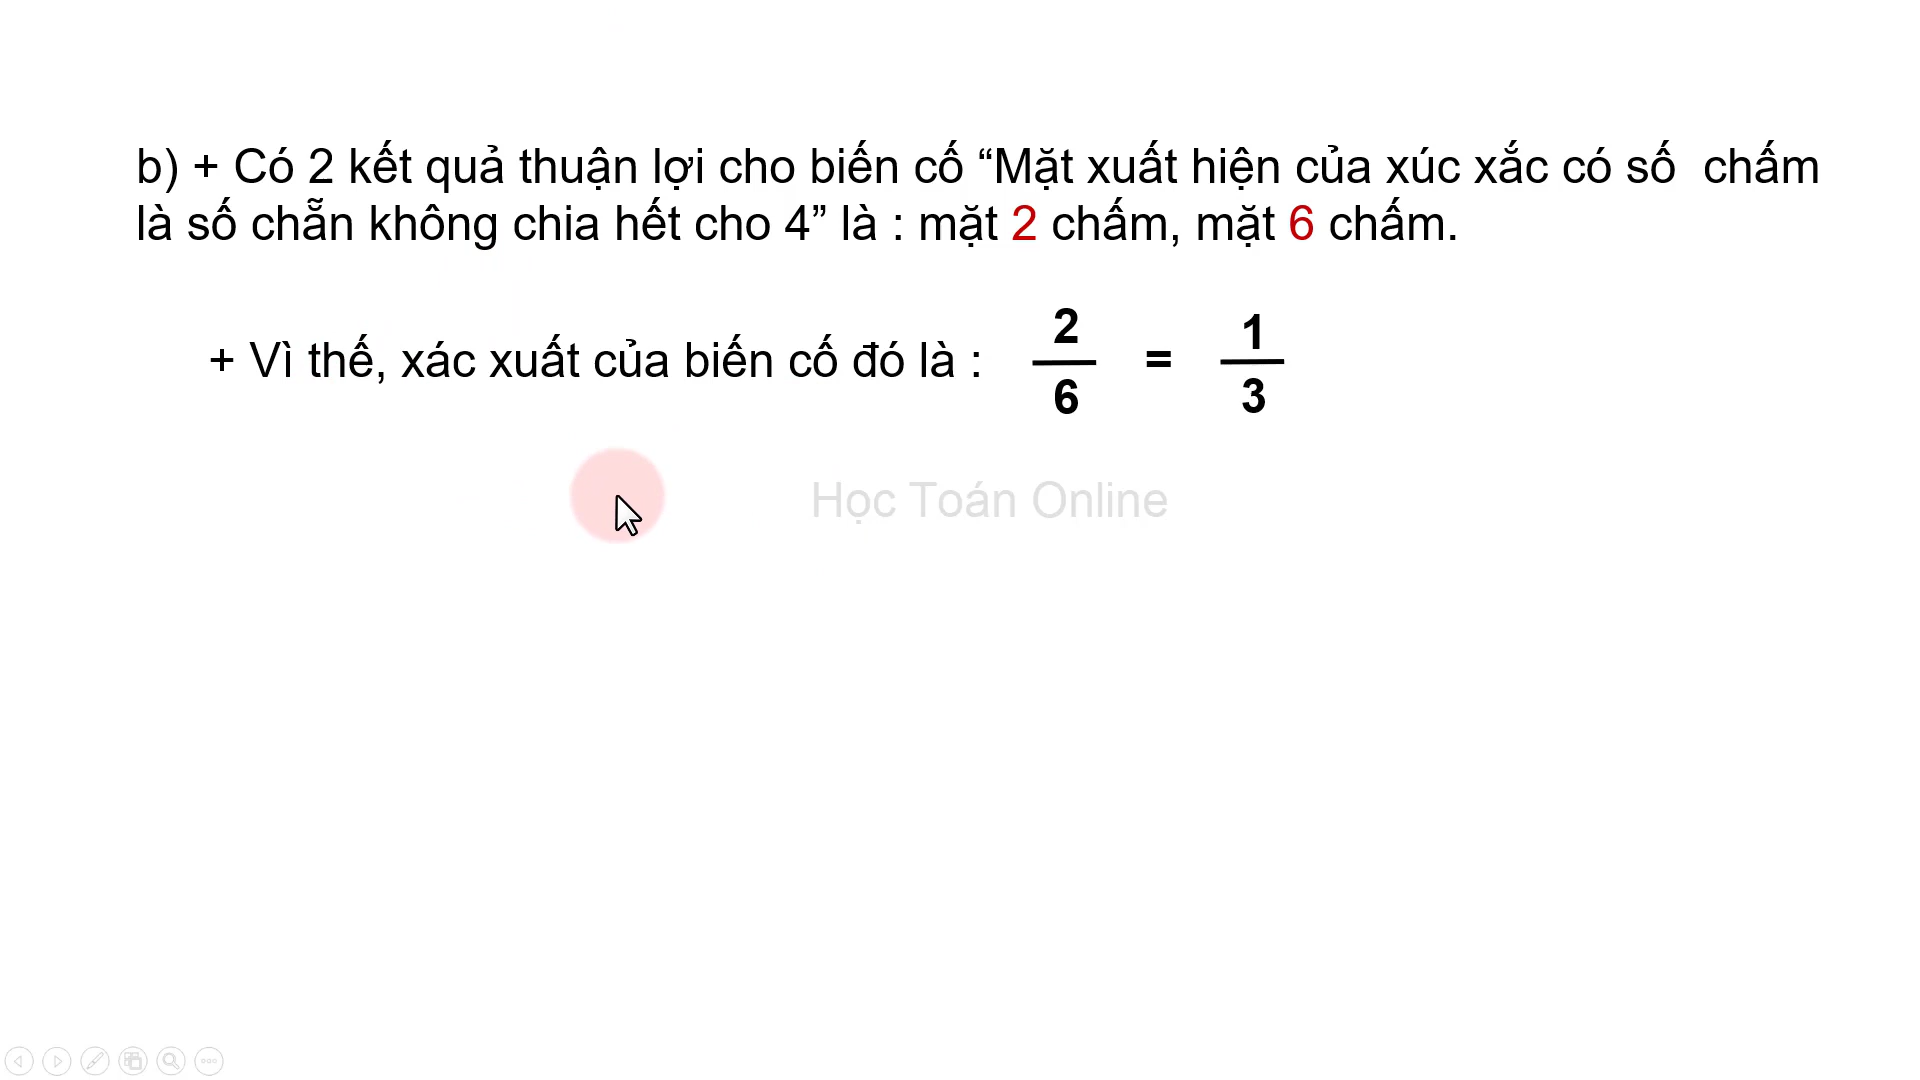 b) + Có 2 kết quả thuận lợi cho biến cố “Mặt xuất hiện của xúc xắc có số chấm
là số chẵn không chia hết cho 4” là : mặt 2 chấm, mặt 6 chấm.
+ Vì thế, xác xuất của biến cố đó là : 2/6 = 1/3
Học Toán Online